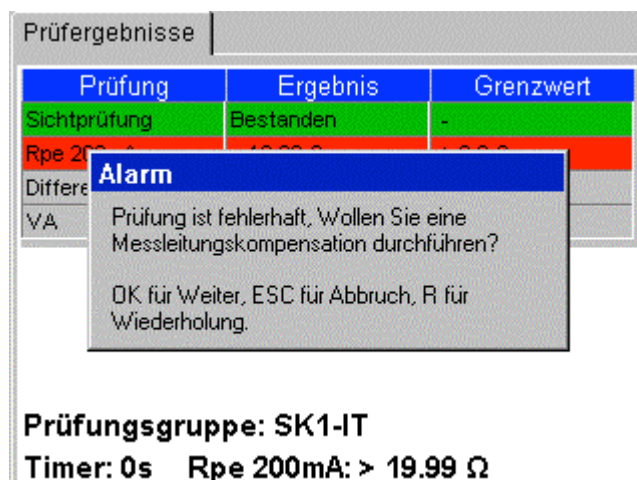 Prüfergebnisse
Prüfung Ergebnis Grenzwert
Sichtprüfung Bestanden -
Rpe
Alarm
Prüfung ist fehlerhaft, Wollen Sie eine
Messleitungskompensation durchführen?
OK für Weiter, ESC für Abbruch, R für
Wiederholung.
VA
Prüfungsgruppe: SK1-IT
Timer: 0s Rpe 200mA: > 19.99 Ω